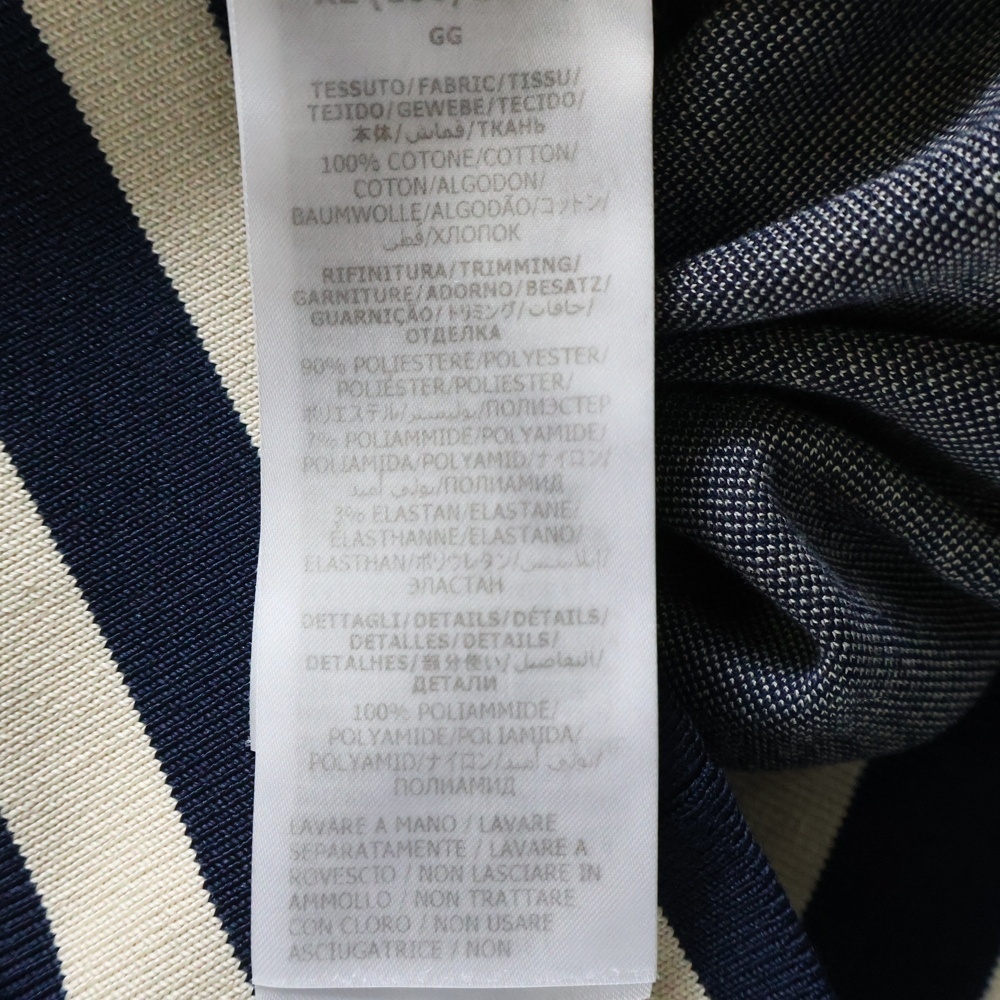 GG
TESSUTO/FABRIC/TISSU/
TEJIDO/GEWEBE/TECIDO/
本体/قماش/ТКАНЬ
100% COTONE/COTTON/
COTON/ALGODON/
BAUMWOLLE/ALGODÃO/コットン/
قطن/ХЛОПОК
RIFINITURA/TRIMMING/
GARNITURE/ADORNO/BESATZ/
GUARNIÇÃO/トリミング/حافات/
ОТДЕЛКА
90% POLIESTERE/POLYESTER/
POLIÉSTER/POLIESTER/
ポリエステル/بوليستر/ПОЛИЭСТЕР
7% POLIAMMIDE/POLYAMIDE/
POLIAMIDA/POLYAMID/ナイロン/
بولي أميد/ПОЛИАМИД
3% ELASTAN/ELASTANE/
ÉLASTHANNE/ELASTANO/
ELASTHAN/ポリウレタン/
ЭЛАСТАН
DETTAGLI/DETAILS/DÉTAILS/
DETALLES/DETAILS/
DETALHES/部分使い/التفاصيل/
ДЕТАЛИ
100% POLIAMMIDE/
POLYAMIDE/POLIAMIDA/
POLYAMID/ナイロン/بولي أميد/
ПОЛИАМИД
LAVARE A MANO / LAVARE
SEPARATAMENTE / LAVARE A
ROVESCIO / NON LASCIARE IN
AMMOLLO / NON TRATTARE
CON CLORO / NON USARE
ASCIUGATRICE / NON